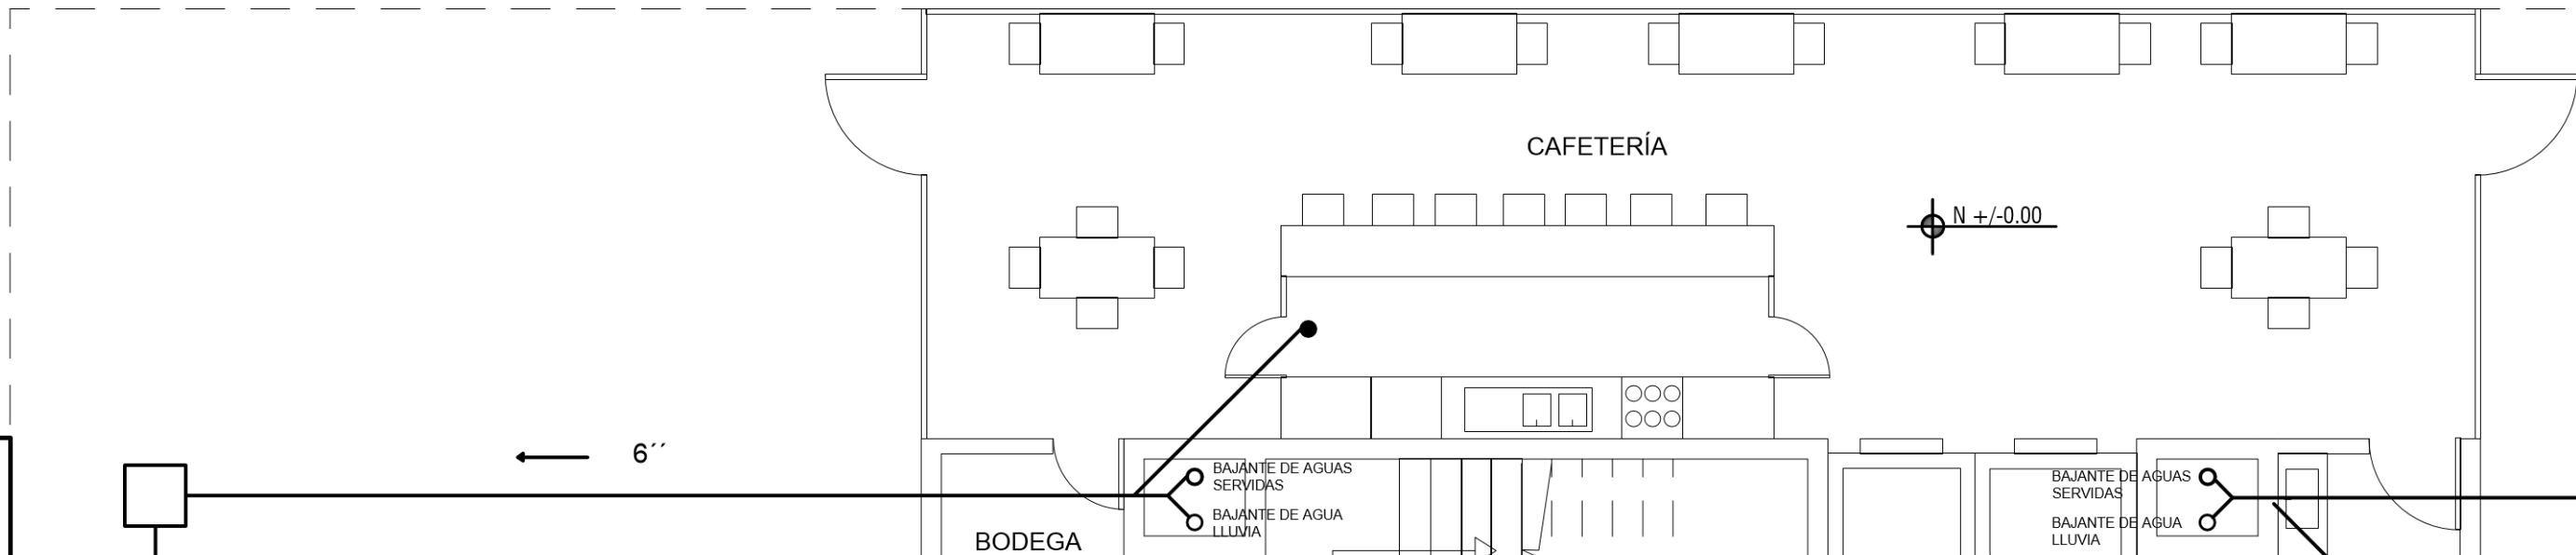 CAFETERÍA
N +/-0.00
6´´
BAJANTE DE AGUAS
SERVIDAS
BAJANTE DE AGUA
LLUVIA
BODEGA
BAJANTE DE AGUAS
SERVIDAS
BAJANTE DE AGUA
LLUVIA